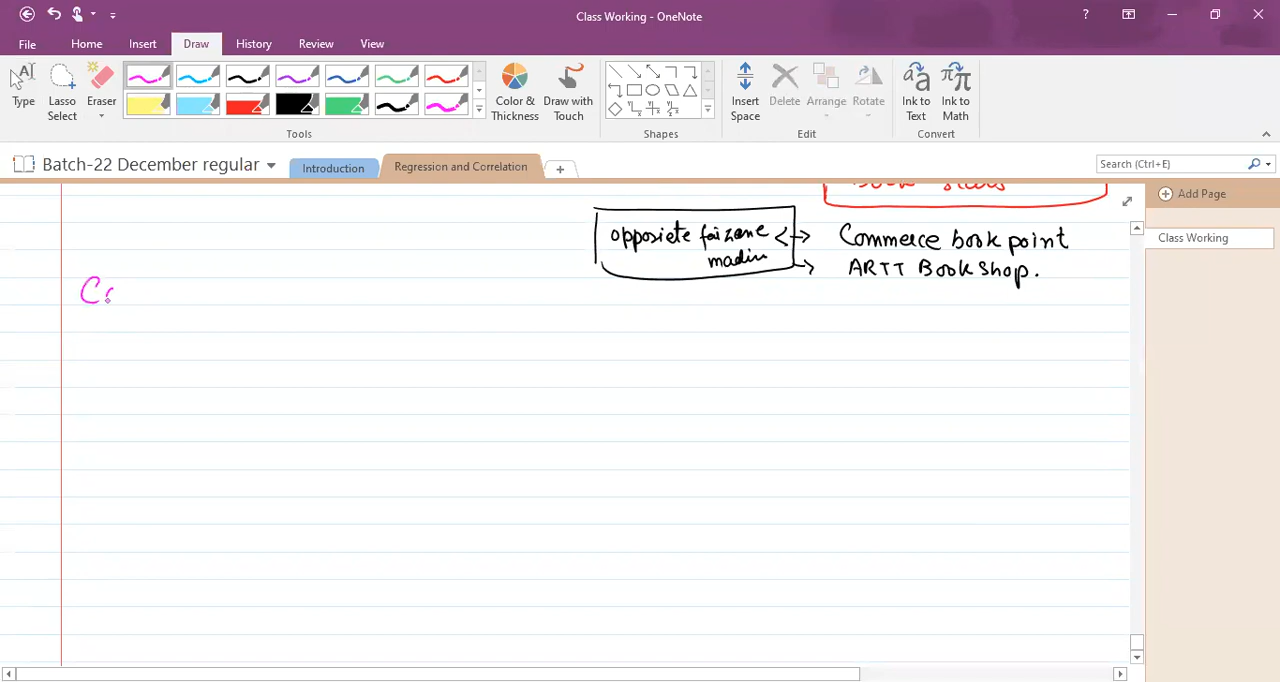 Class Working - OneNote
?
File Home Insert Draw History Review View
Type
Lasso Select
Eraser
Color & Thickness
Draw with Touch
Insert Space
Delete
Arrange
Rotate
Ink to Text
Ink to Math
Tools Shapes Edit Convert
Batch-22 December regular
Introduction
Regression and Correlation
Search (Ctrl+E)
Add Page
Class Working
opposiete faizane
madin
Commerce book point
ARTT Book Shop.